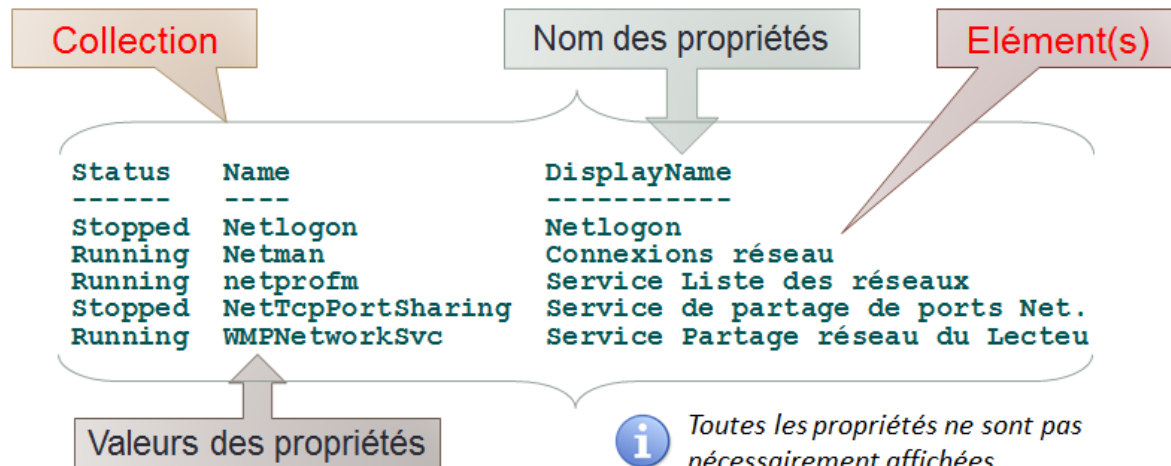 Collection
Nom des propriétés
Elément(s)
Status Name DisplayName
------ ---- -----------
Stopped Netlogon Netlogon
Running Netman Connexions réseau
Running netprofm Service Liste des réseaux
Stopped NetTcpPortSharing Service de partage de ports Net.
Running WMPNetworkSvc Service Partage réseau du Lecteu
Valeurs des propriétés
Toutes les propriétés ne sont pas
nécessairement affichées